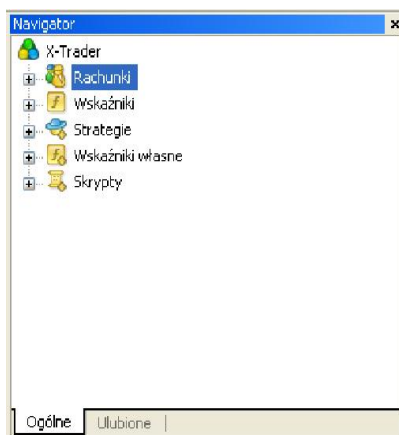 Navigator
X-Trader
Rachunki
Wskaźniki
Strategie
Wskaźniki własne
Skrypty
Ogólne Ulubione